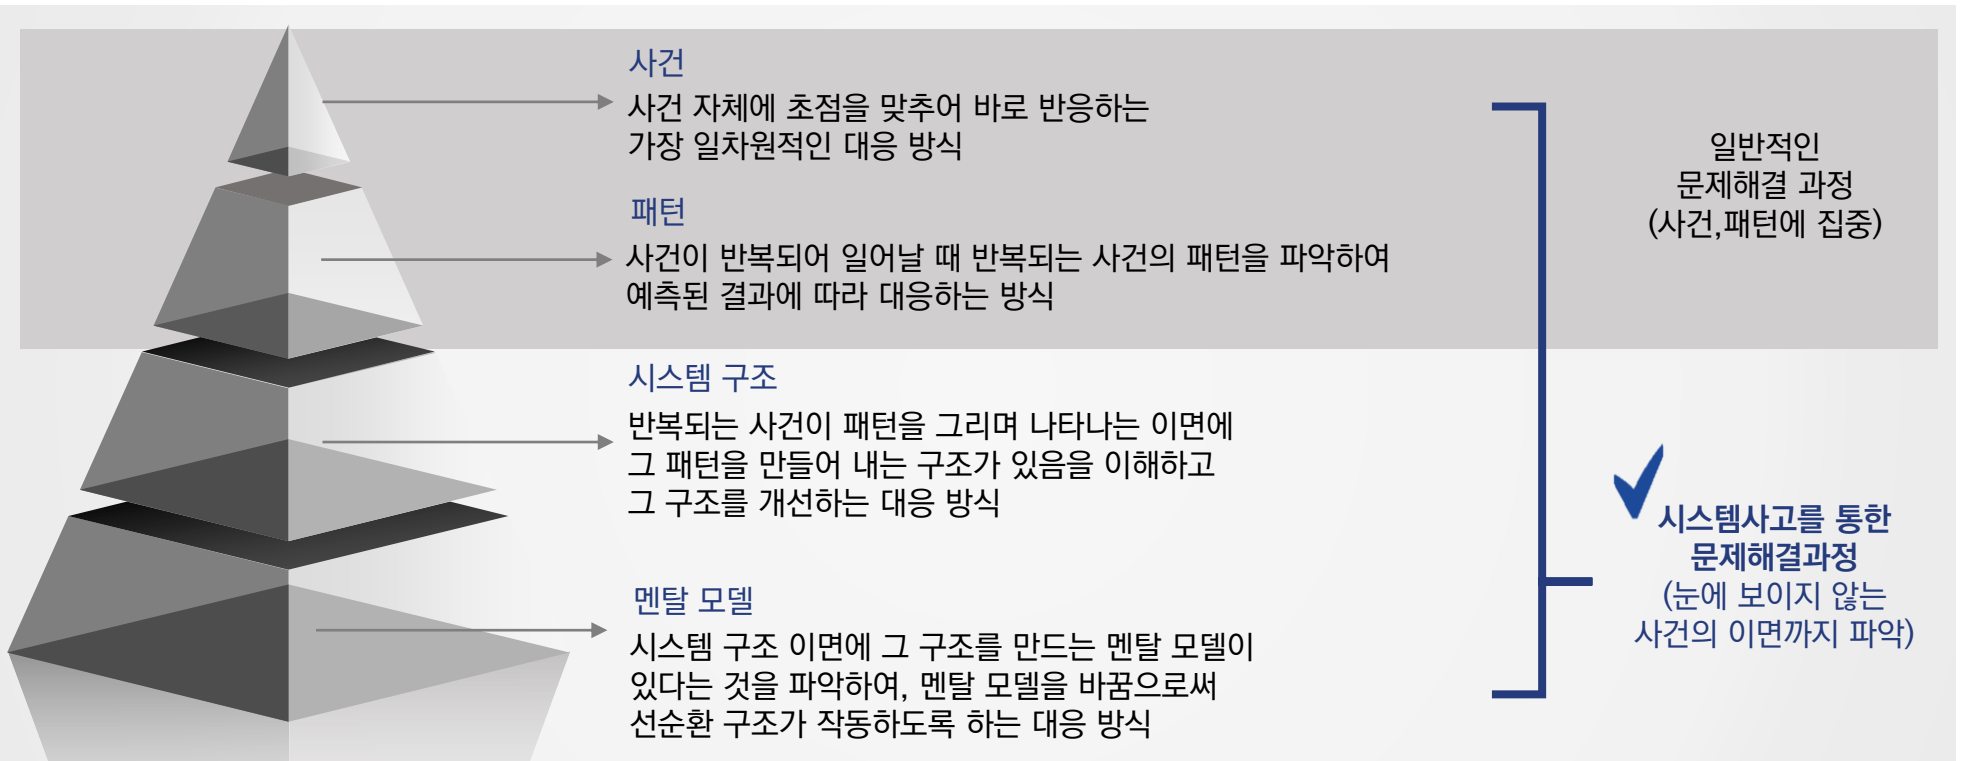 사건
사건 자체에 초점을 맞추어 바로 반응하는
가장 일차원적인 대응 방식
패턴
사건이 반복되어 일어날 때 반복되는 사건의 패턴을 파악하여
예측된 결과에 따라 대응하는 방식
일반적인
문제해결 과정
(사건,패턴에 집중)
시스템 구조
반복되는 사건이 패턴을 그리며 나타나는 이면에
그 패턴을 만들어 내는 구조가 있음을 이해하고
그 구조를 개선하는 대응 방식
멘탈 모델
시스템 구조 이면에 그 구조를 만드는 멘탈 모델이
있다는 것을 파악하여, 멘탈 모델을 바꿈으로써
선순환 구조가 작동하도록 하는 대응 방식
시스템사고를 통한
문제해결과정
(눈에 보이지 않는
사건의 이면까지 파악)